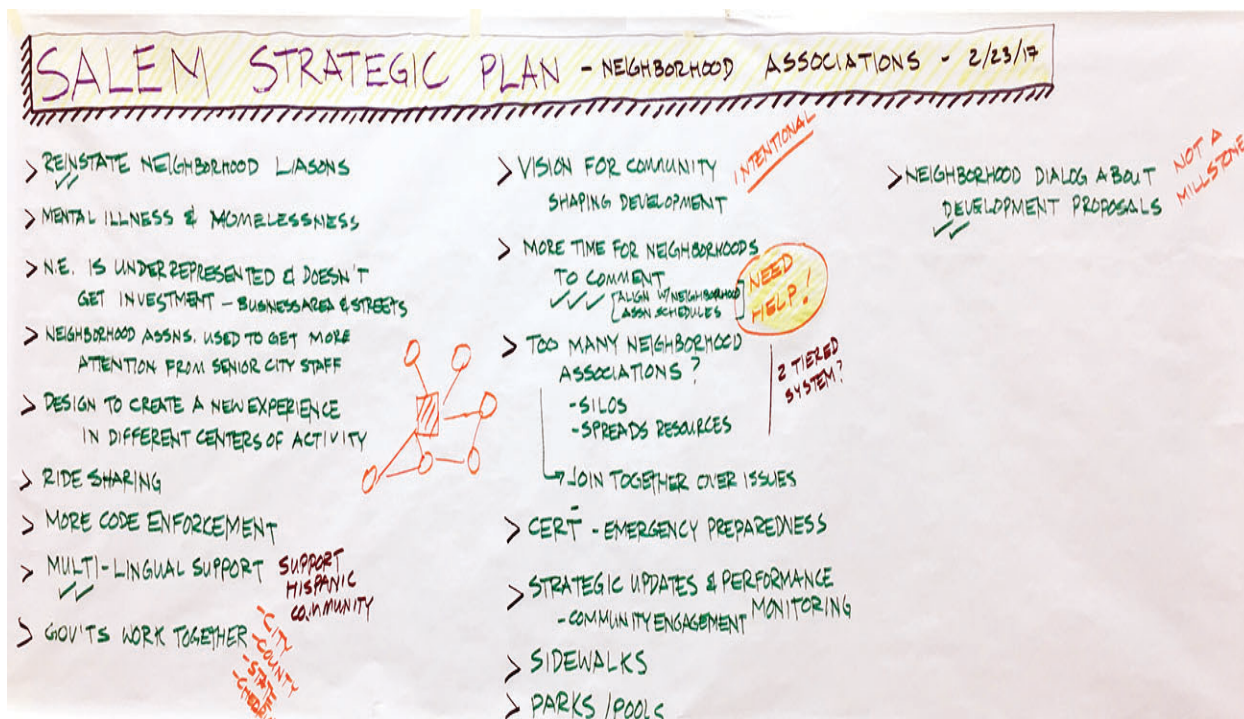 SALEM STRATEGIC PLAN - NEIGHBORHOOD ASSOCIATIONS - 2/23/17
> REINSTATE NEIGHBORHOOD LIASONS
> MENTAL ILLNESS & HOMELESSNESS
> N.E. IS UNDERREPRESENTED & DOESN'T
GET INVESTMENT - BUSINESS AREA & STREETS
> NEIGHBORHOOD ASSNS. USED TO GET MORE
ATTENTION FROM SENIOR CITY STAFF
> DESIGN TO CREATE A NEW EXPERIENCE
IN DIFFERENT CENTERS OF ACTIVITY
> RIDE SHARING
> MORE CODE ENFORCEMENT
> MULTI-LINGUAL SUPPORT
SUPPORT
HISPANIC
COMMUNITY
> GOV'TS WORK TOGETHER
-CITY
-COUNTY
-STATE
> VISION FOR COMMUNITY
SHAPING DEVELOPMENT
INTENTIONAL
> MORE TIME FOR NEIGHBORHOODS
TO COMMENT
[ALIGN W/NEIGHBORHOOD
ASSN. SCHEDULES]
NEED
HELP!
> TOO MANY NEIGHBORHOOD
ASSOCIATIONS?
-SILOS
-SPREADS RESOURCES
2 TIERED
SYSTEM?
→ JOIN TOGETHER OVER ISSUES
> CERT - EMERGENCY PREPAREDNESS
> STRATEGIC UPDATES & PERFORMANCE
MONITORING
-COMMUNITY ENGAGEMENT
> SIDEWALKS
> PARKS/POOLS
> NEIGHBORHOOD DIALOG ABOUT
DEVELOPMENT PROPOSALS
NOT A
MILLSTONE